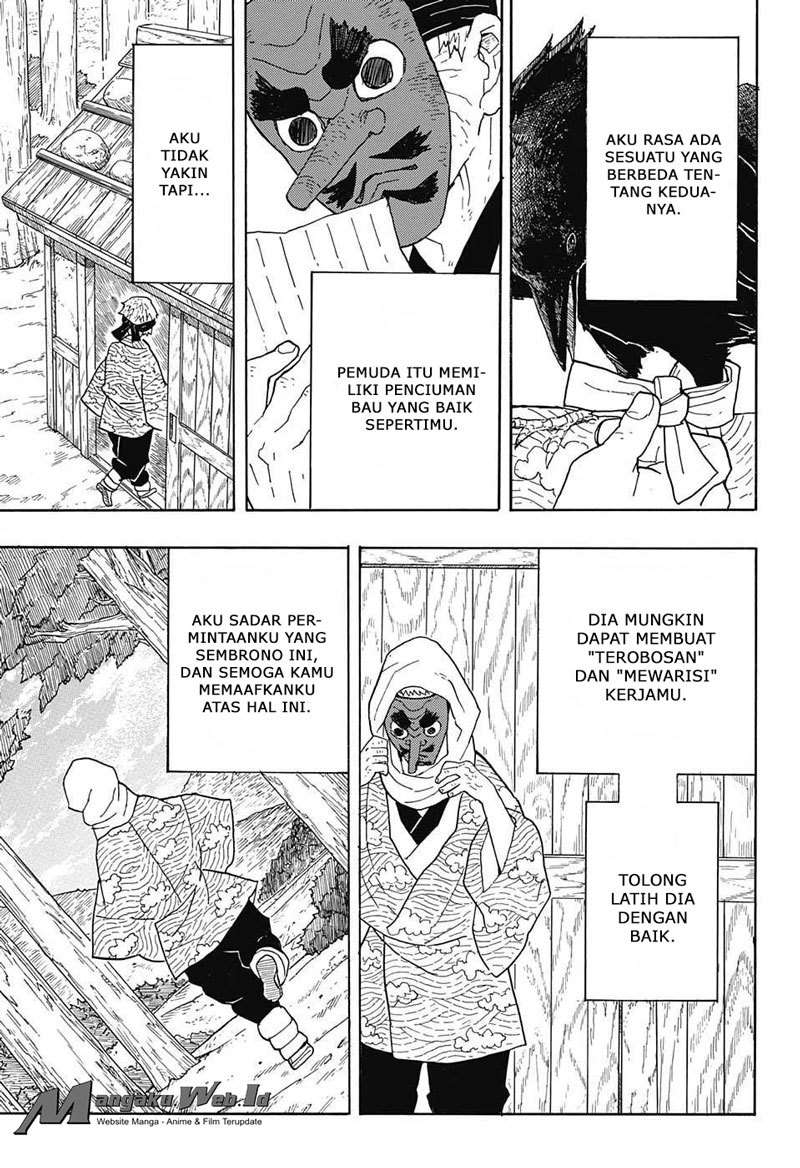 AKU RASA ADA
SESUATU YANG
BERBEDA TEN-
TANG KEDUA-
NYA.
PEMUDA ITU MEMI-
LIKI PENCIUMAN
BAU YANG BAIK
SEPERTIMU.
AKU
TIDAK
YAKIN
TAPI...
DIA MUNGKIN
DAPAT MEMBUAT
"TEROBOSAN"
DAN "MEWARISI"
KERJAMU.
TOLONG
LATIH DIA
DENGAN
BAIK.
AKU SADAR PER-
MINTAANKU YANG
SEMBRONO INI,
DAN SEMOGA KAMU
MEMAAFKANKU
ATAS HAL INI.
Mangaku.Web.Id
Website Manga - Anime & Film Terupdate